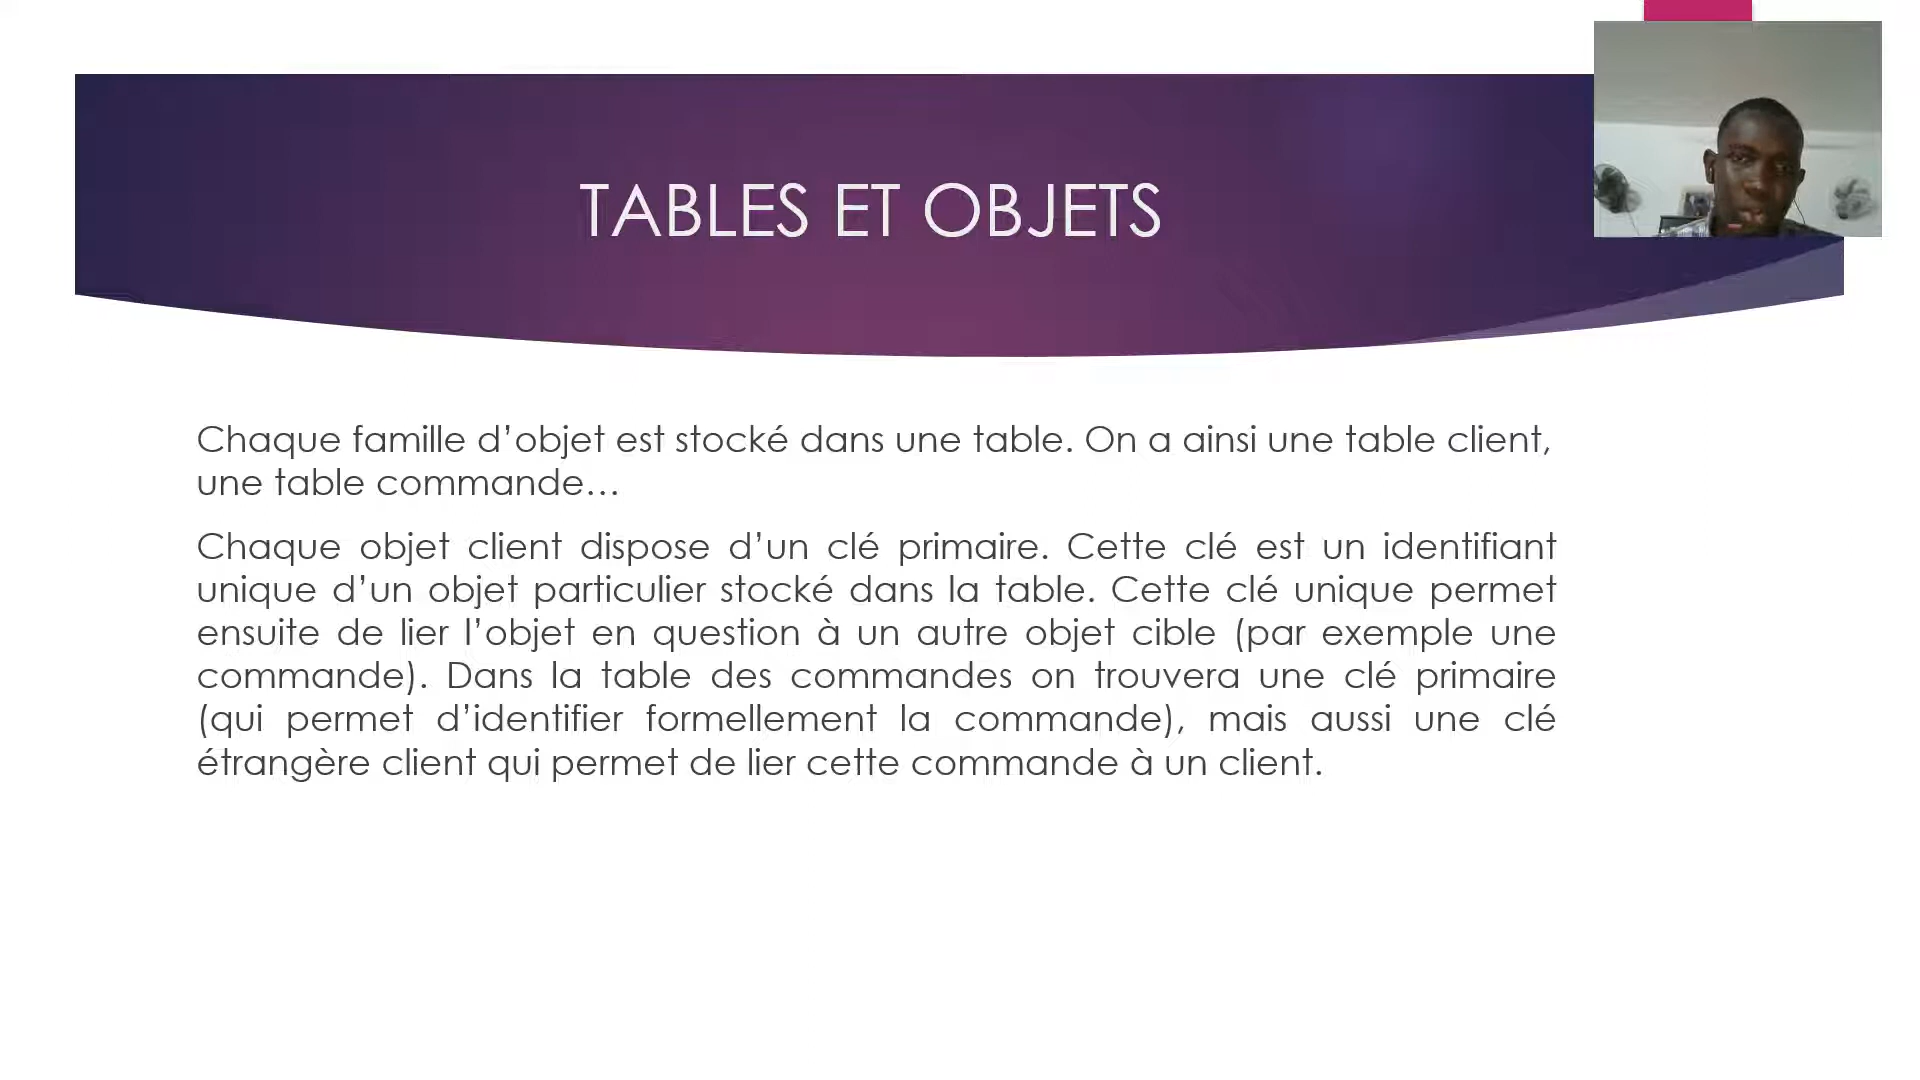 TABLES ET OBJETS
Chaque famille d’objet est stocké dans une table. On a ainsi une table client,
une table commande…
Chaque objet client dispose d’un clé primaire. Cette clé est un identifiant
unique d’un objet particulier stocké dans la table. Cette clé unique permet
ensuite de lier l’objet en question à un autre objet cible (par exemple une
commande). Dans la table des commandes on trouvera une clé primaire
(qui permet d’identifier formellement la commande), mais aussi une clé
étrangère client qui permet de lier cette commande à un client.